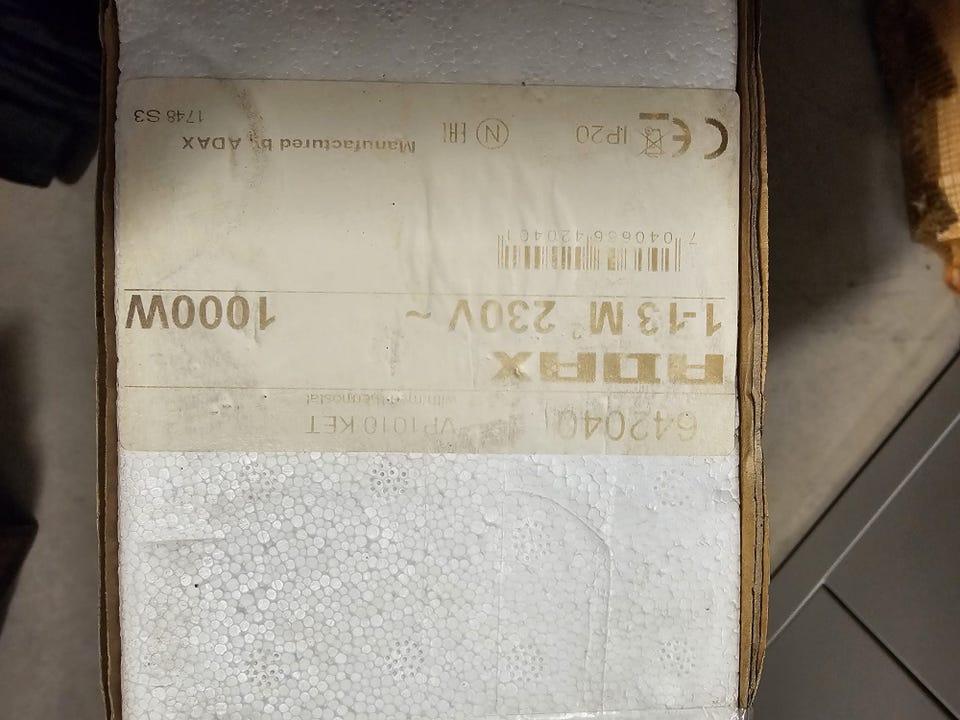 642040 VP1010 KET
ADAX
1-13 M² 230V ~ 1000W
7 040666 420401
CE IP20 N EAC Manufactured by ADAX
1748 S3